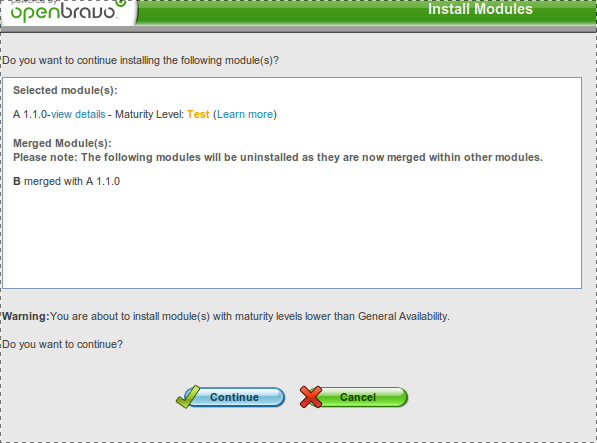 powered by
openbravo
Install Modules
Do you want to continue installing the following module(s)?
Selected module(s):
A 1.1.0-view details - Maturity Level: Test (Learn more)
Merged Module(s):
Please note: The following modules will be uninstalled as they are now merged within other modules.
B merged with A 1.1.0
Warning:You are about to install module(s) with maturity levels lower than General Availability.
Do you want to continue?
Continue
Cancel